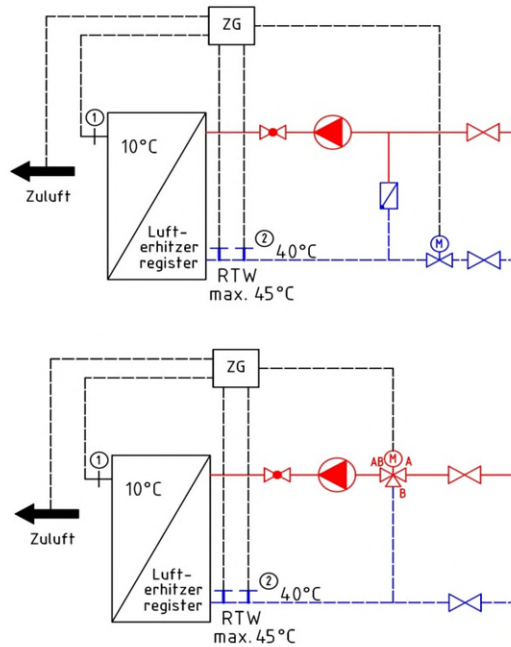 ZG
1
10°C
Zuluft
Luft-
erhitzer
register
2
40°C
M
RTW
max. 45°C
ZG
1
10°C
AB M A
B
Zuluft
Luft-
erhitzer
register
2
40°C
RTW
max. 45°C